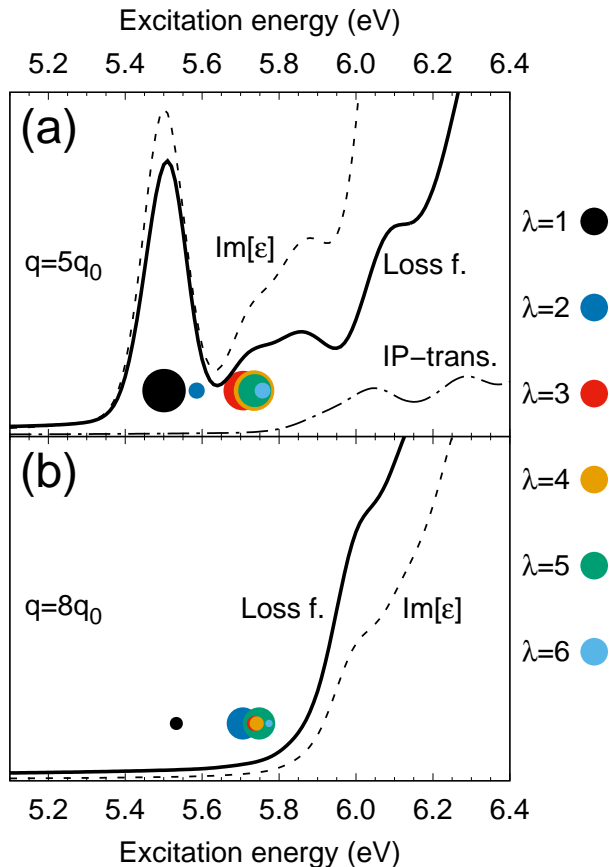 Excitation energy (eV)
5.2 5.4 5.6 5.8 6.0 6.2 6.4
(a)
Im[ε]
q=5q0
Loss f.
IP−trans.
λ=1
λ=2
λ=3
(b)
λ=4
q=8q0
Loss f.
Im[ε]
λ=5
λ=6
5.2 5.4 5.6 5.8 6.0 6.2 6.4
Excitation energy (eV)